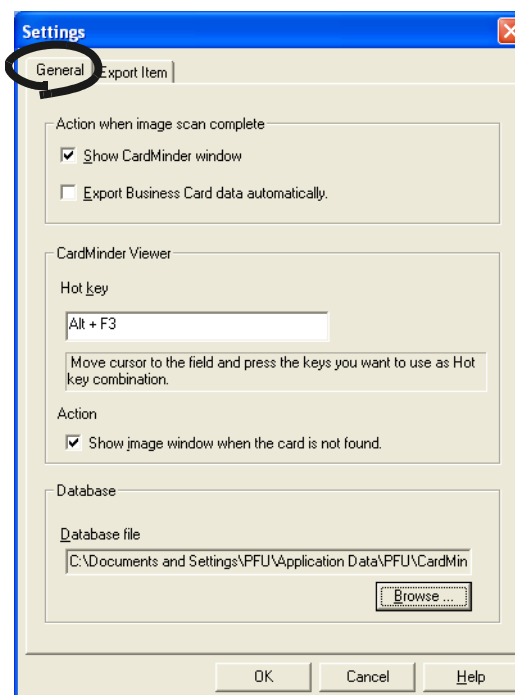 Settings
General Export Item
Action when image scan complete
Show CardMinder window
Export Business Card data automatically.
CardMinder Viewer
Hot key
Alt + F3
Move cursor to the field and press the keys you want to use as Hot
key combination.
Action
Show image window when the card is not found.
Database
Database file
C:\Documents and Settings\PFU\Application Data\PFU\CardMin
Browse ...
OK Cancel Help